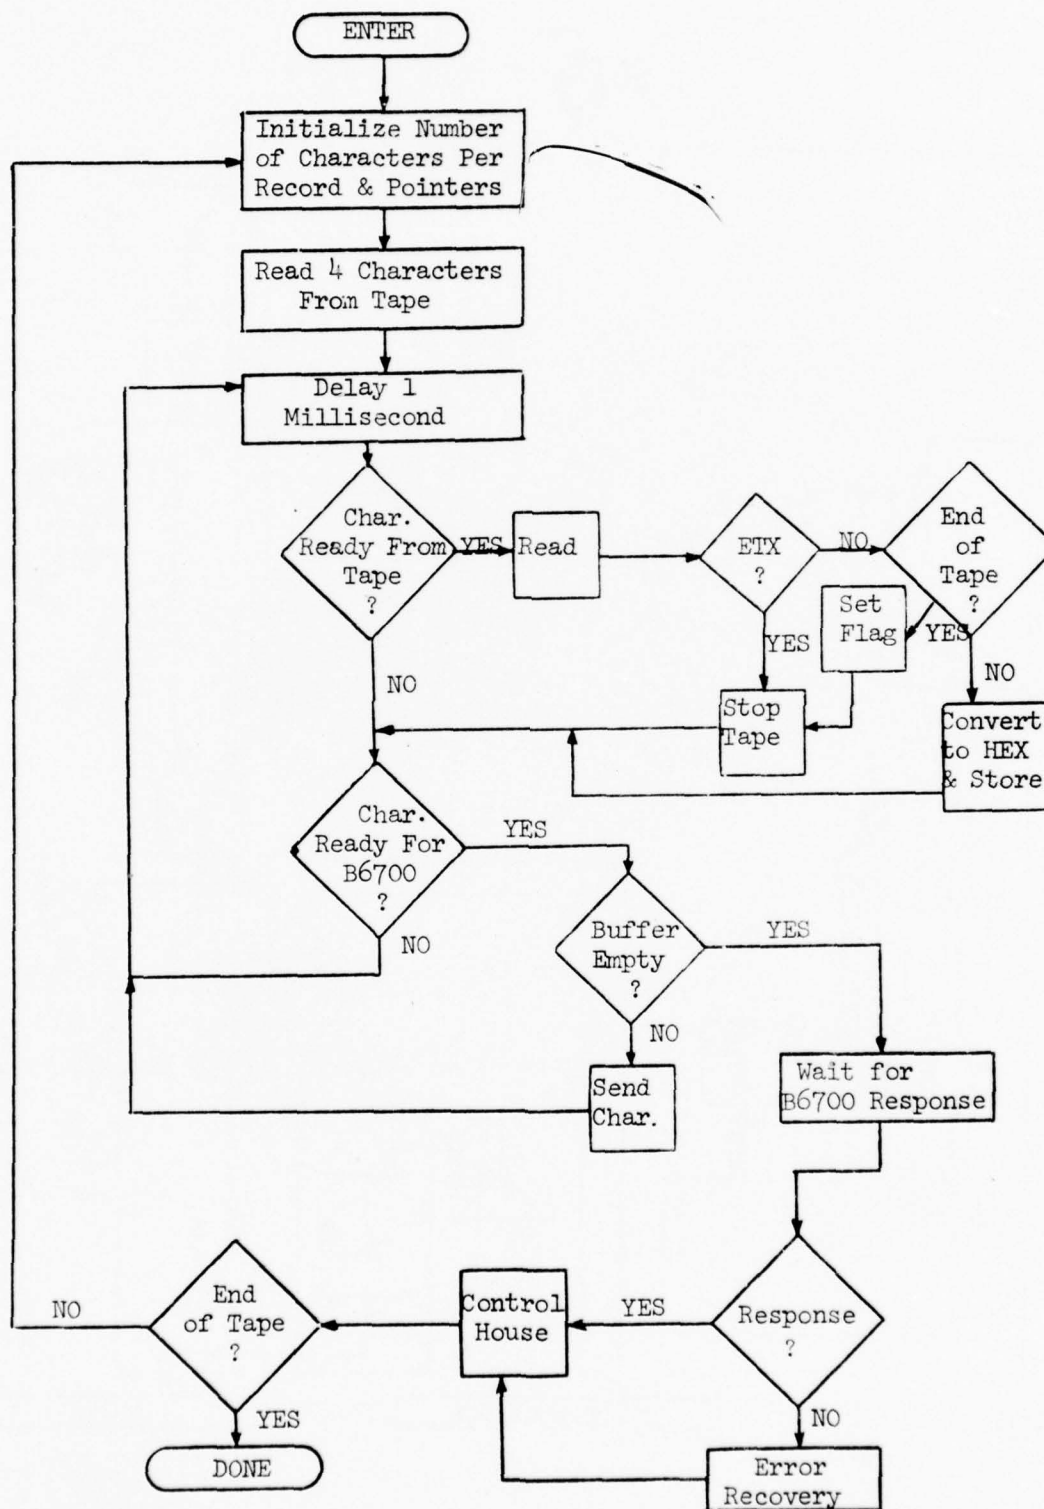 ENTER
Initialize Number
of Characters Per
Record & Pointers
Read 4 Characters
From Tape
Delay 1
Millisecond
Char.
Ready From
Tape
?
YES
Read
ETX
?
NO
End
of
Tape
?
YES
Set
Flag
YES
NO
NO
Stop
Tape
Convert
to HEX
& Store
Char.
Ready For
B6700
?
YES
NO
Buffer
Empty
?
YES
NO
Send
Char.
Wait for
B6700 Response
Response
?
YES
NO
Control
House
Error
Recovery
End
of Tape
?
NO
YES
DONE